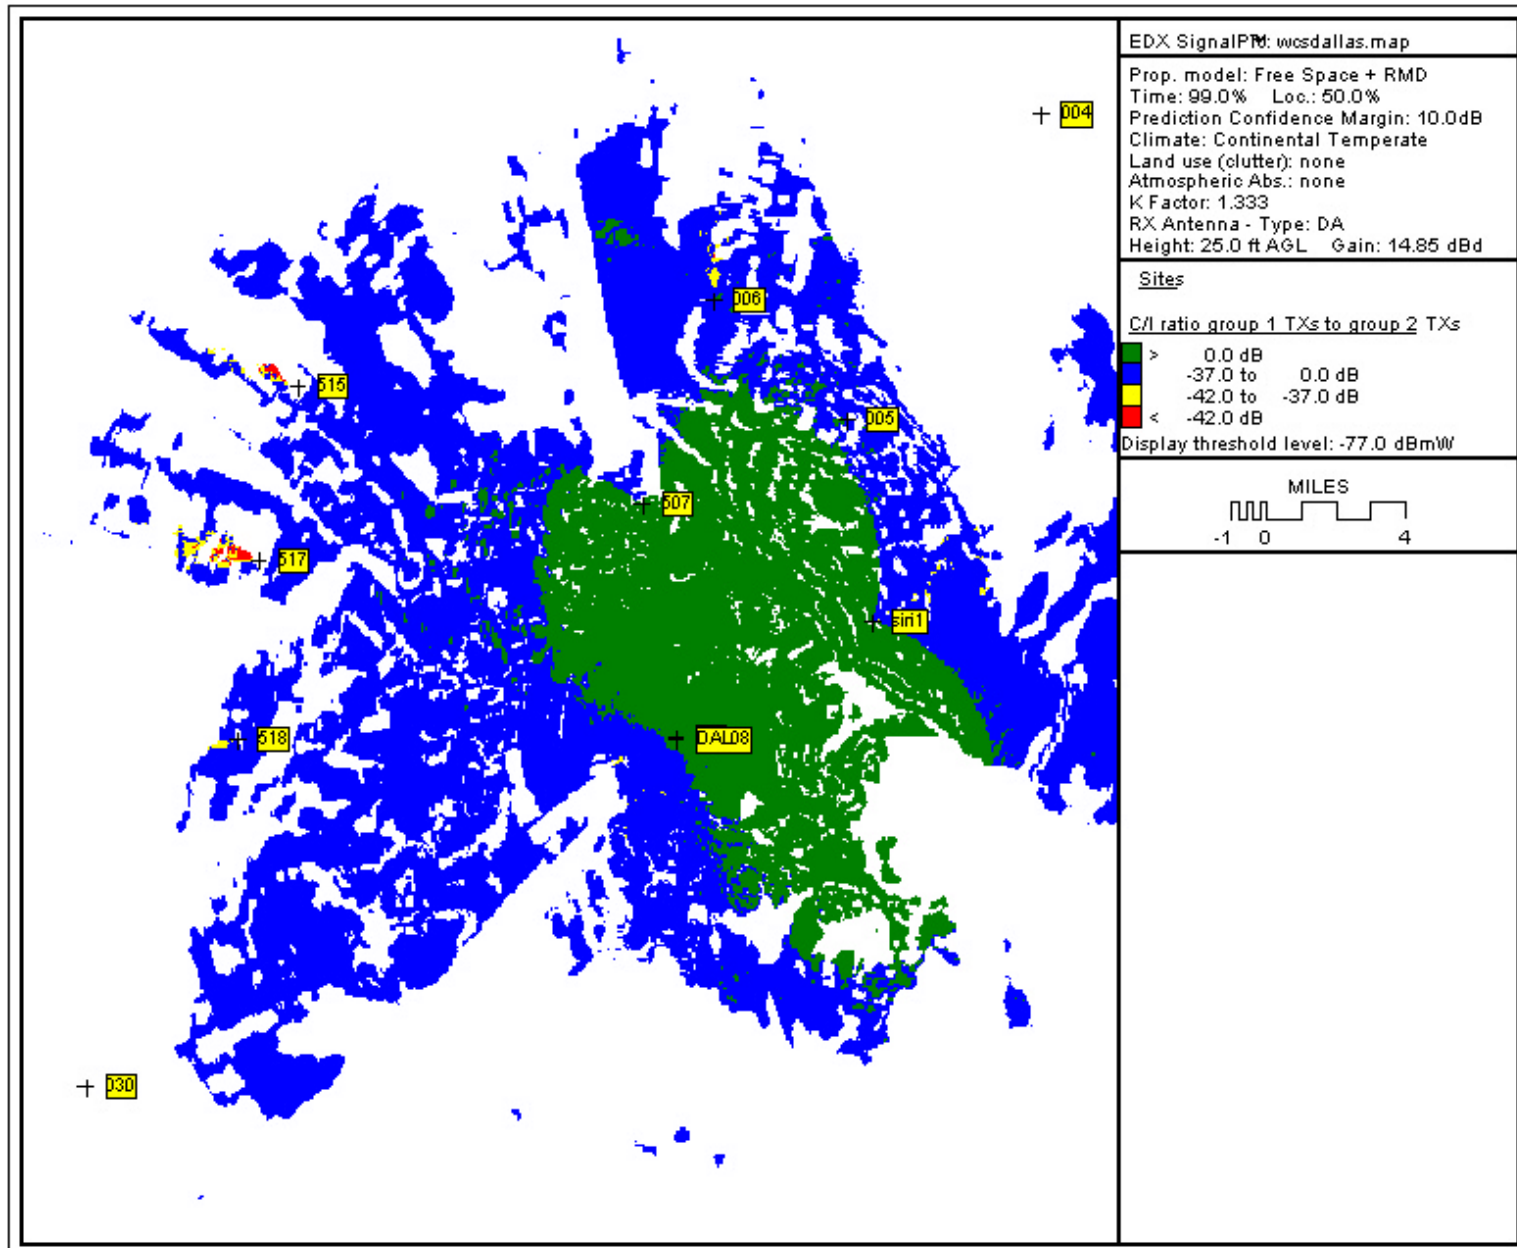 EDX SignalPro™: wcsdallas.map
Prop. model: Free Space + RMD
Time: 99.0% Loc.: 50.0%
Prediction Confidence Margin: 10.0dB
Climate: Continental Temperate
Land use (clutter): none
Atmospheric Abs.: none
K Factor: 1.333
RX Antenna - Type: DA
Height: 25.0 ft AGL Gain: 14.85 dBd
Sites
C/I ratio group 1 TXs to group 2 TXs
> 0.0 dB
-37.0 to 0.0 dB
-42.0 to -37.0 dB
< -42.0 dB
Display threshold level: -77.0 dBmW
MILES
-1 0 4
004
006
515
005
507
517
siri1
518
DAL08
030